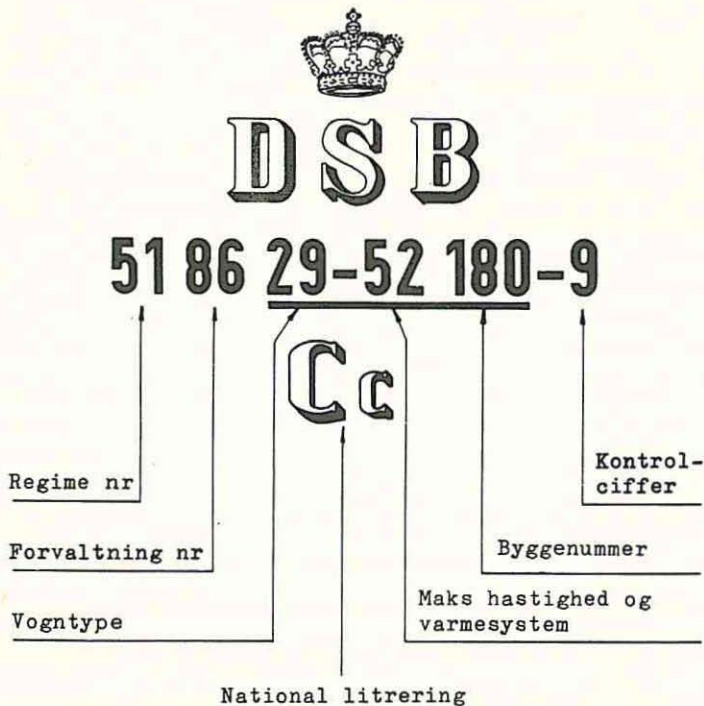 DSB
51 86 29-52 180-9
Cc
Kontrol-
ciffer
Regime nr
Forvaltning nr
Byggenummer
Maks hastighed og
varmesystem
Vogntype
National litrering